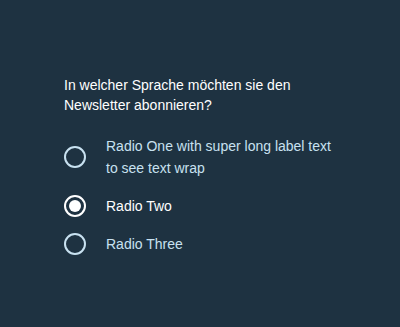 In welcher Sprache möchten sie den
Newsletter abonnieren?
Radio One with super long label text
to see text wrap
Radio Two
Radio Three